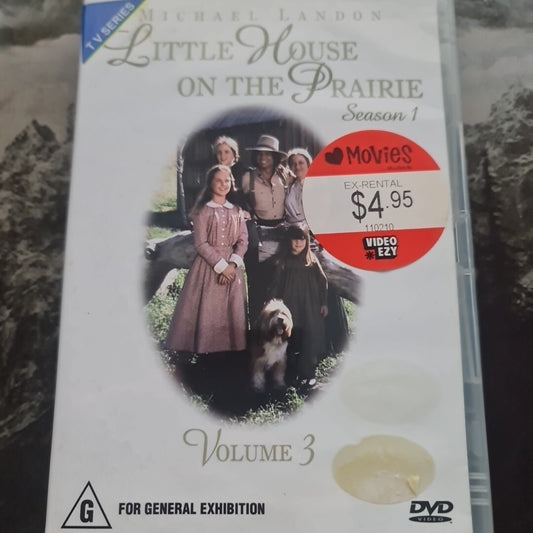 TV SERIES
MICHAEL LANDON
LITTLE HOUSE
ON THE PRAIRIE
Season 1
MOVIES
EX-RENTAL
$4.95
110210
VIDEO
EZY
VOLUME 3
G
FOR GENERAL EXHIBITION
DVD
VIDEO